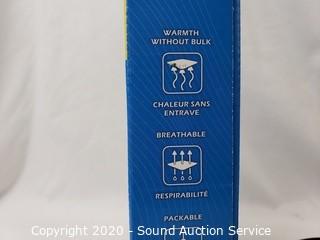 WARMTH
WITHOUT BULK
CHALEUR SANS
ENTRAVE
BREATHABLE
RESPIRABILITÉ
PACKABLE
Copyright 2020 - Sound Auction Service